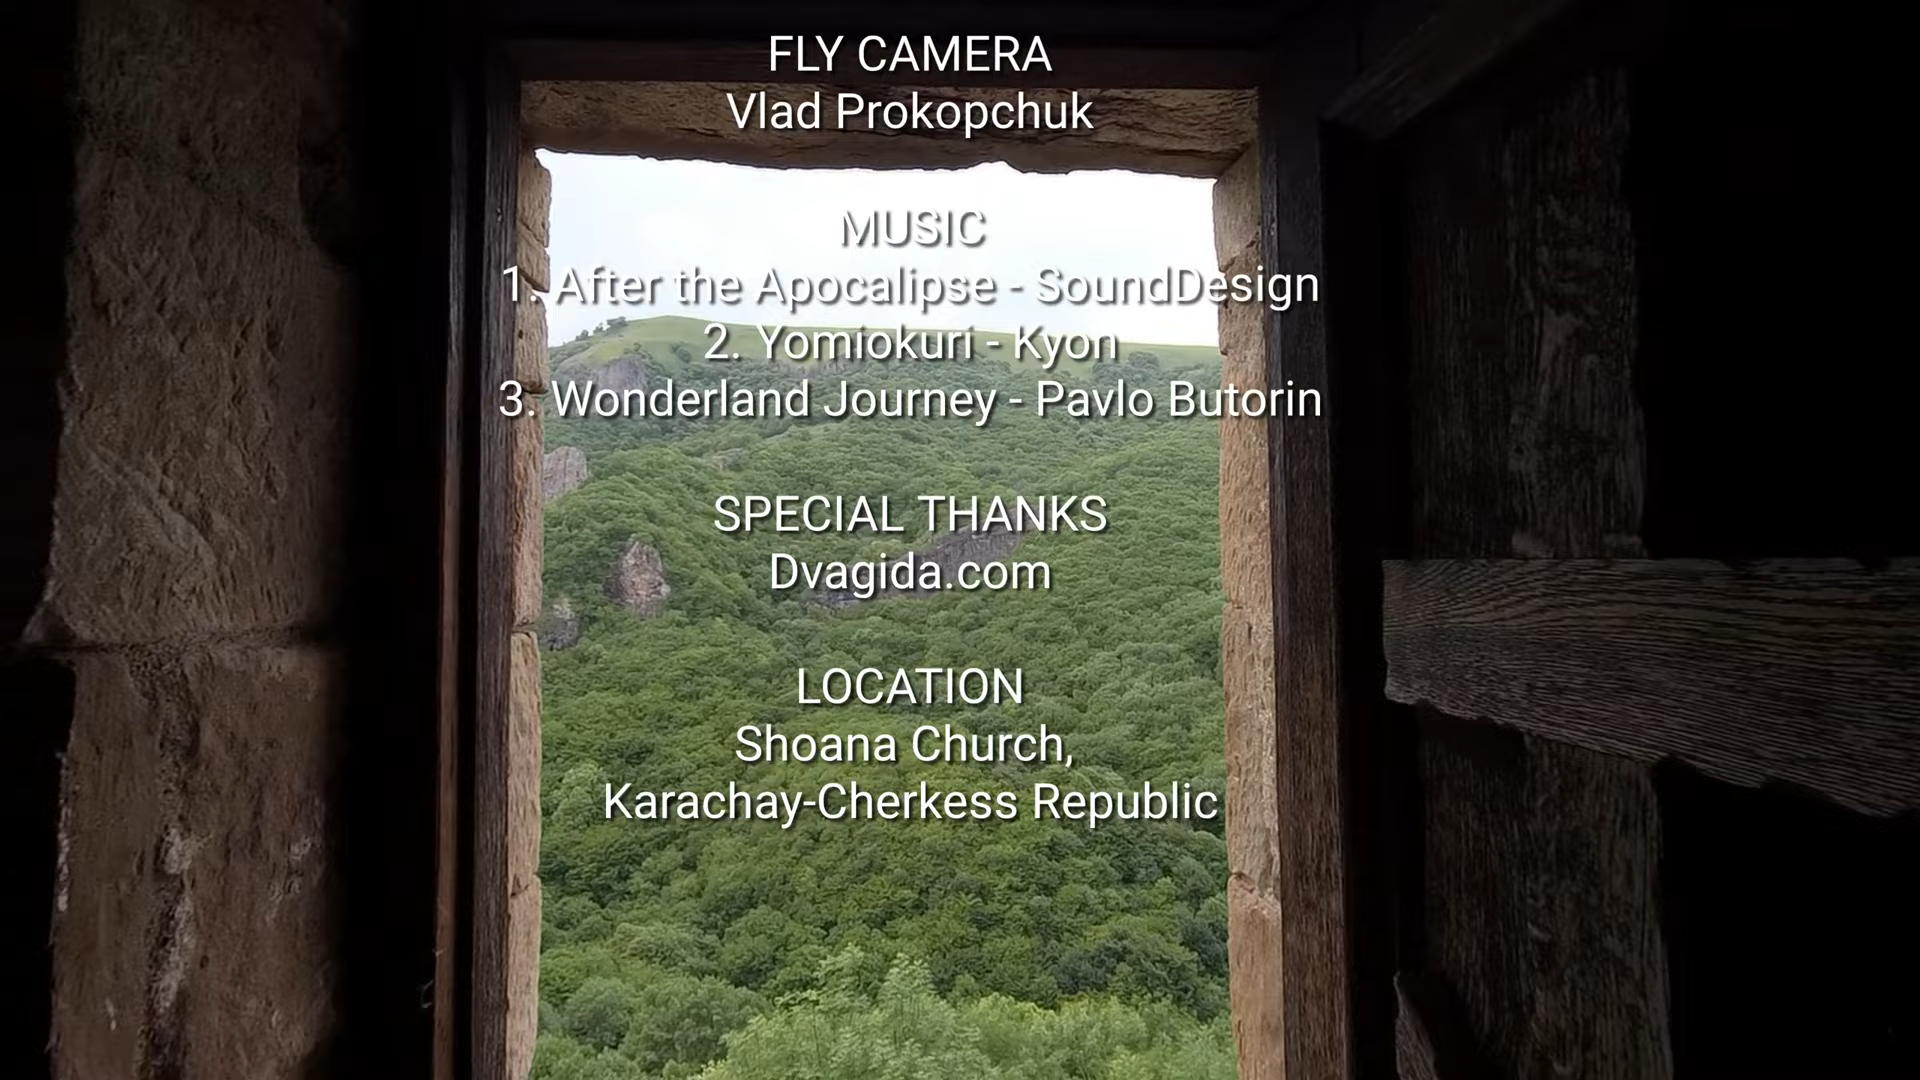 FLY CAMERA
Vlad Prokopchuk
MUSIC
1. After the Apocalipse - SoundDesign
2. Yomiokuri - Kyon
3. Wonderland Journey - Pavlo Butorin
SPECIAL THANKS
Dvagida.com
LOCATION
Shoana Church,
Karachay-Cherkess Republic